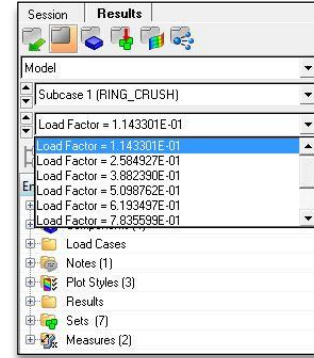 Session Results
Model
Subcase 1 (RING_CRUSH)
Load Factor = 1.143301E-01
Load Factor = 1.143301E-01
Load Factor = 2.584927E-01
Load Factor = 3.882390E-01
Load Factor = 5.098762E-01
Load Factor = 6.193497E-01
Load Factor = 7.835599E-01
En
Load Cases
Notes (1)
Plot Styles (3)
Results
Sets (7)
Measures (2)